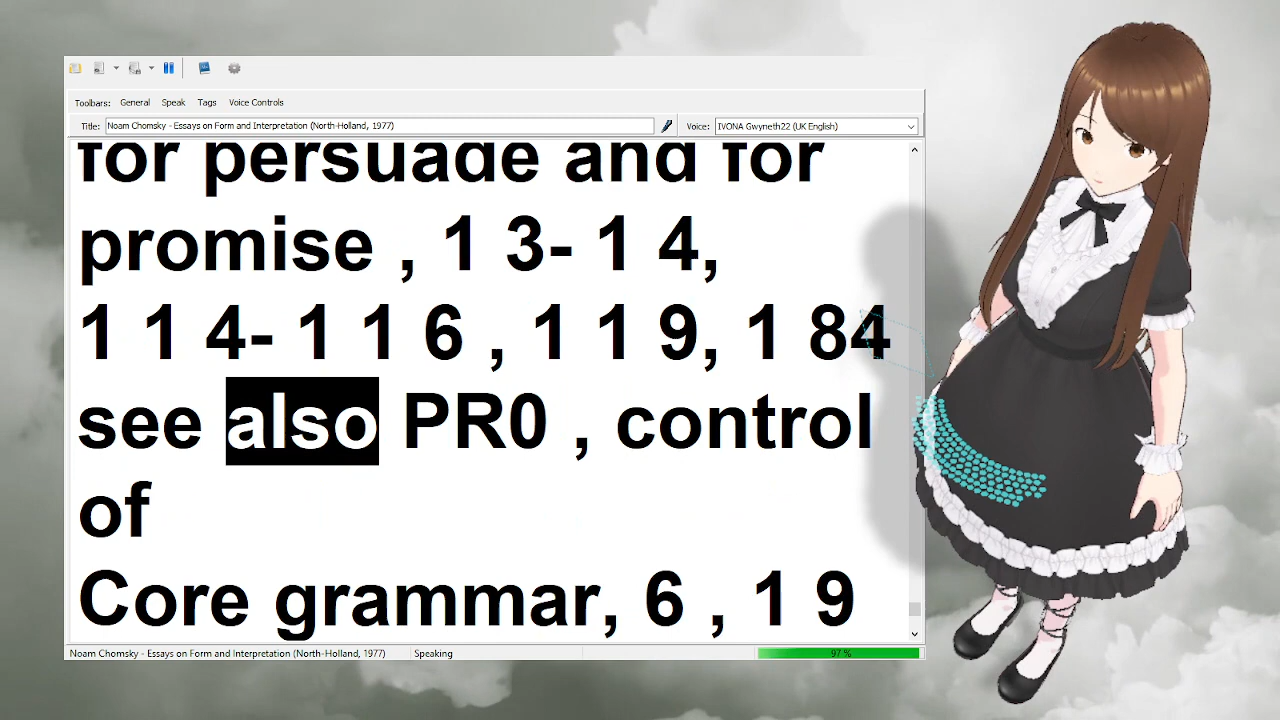 Toolbars: General Speak Tags Voice Controls
Title: Noam Chomsky - Essays on Form and Interpretation (North-Holland, 1977) Voice: IVONA Gwyneth22 (UK English)
for persuade and for
promise , 1 3- 1 4,
1 1 4- 1 1 6 , 1 1 9, 1 84
see also PR0 , control
of
Core grammar, 6 , 1 9
Noam Chomsky - Essays on Form and Interpretation (North-Holland, 1977) Speaking 97 %